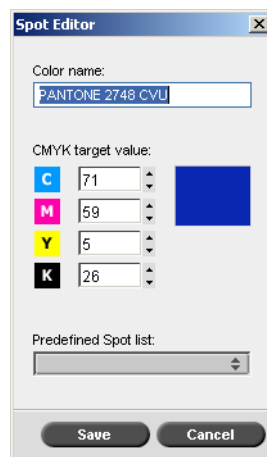 Spot Editor
Color name:
PANTONE 2748 CVU
CMYK target value:
C 71
M 59
Y 5
K 26
Predefined Spot list:
Save Cancel